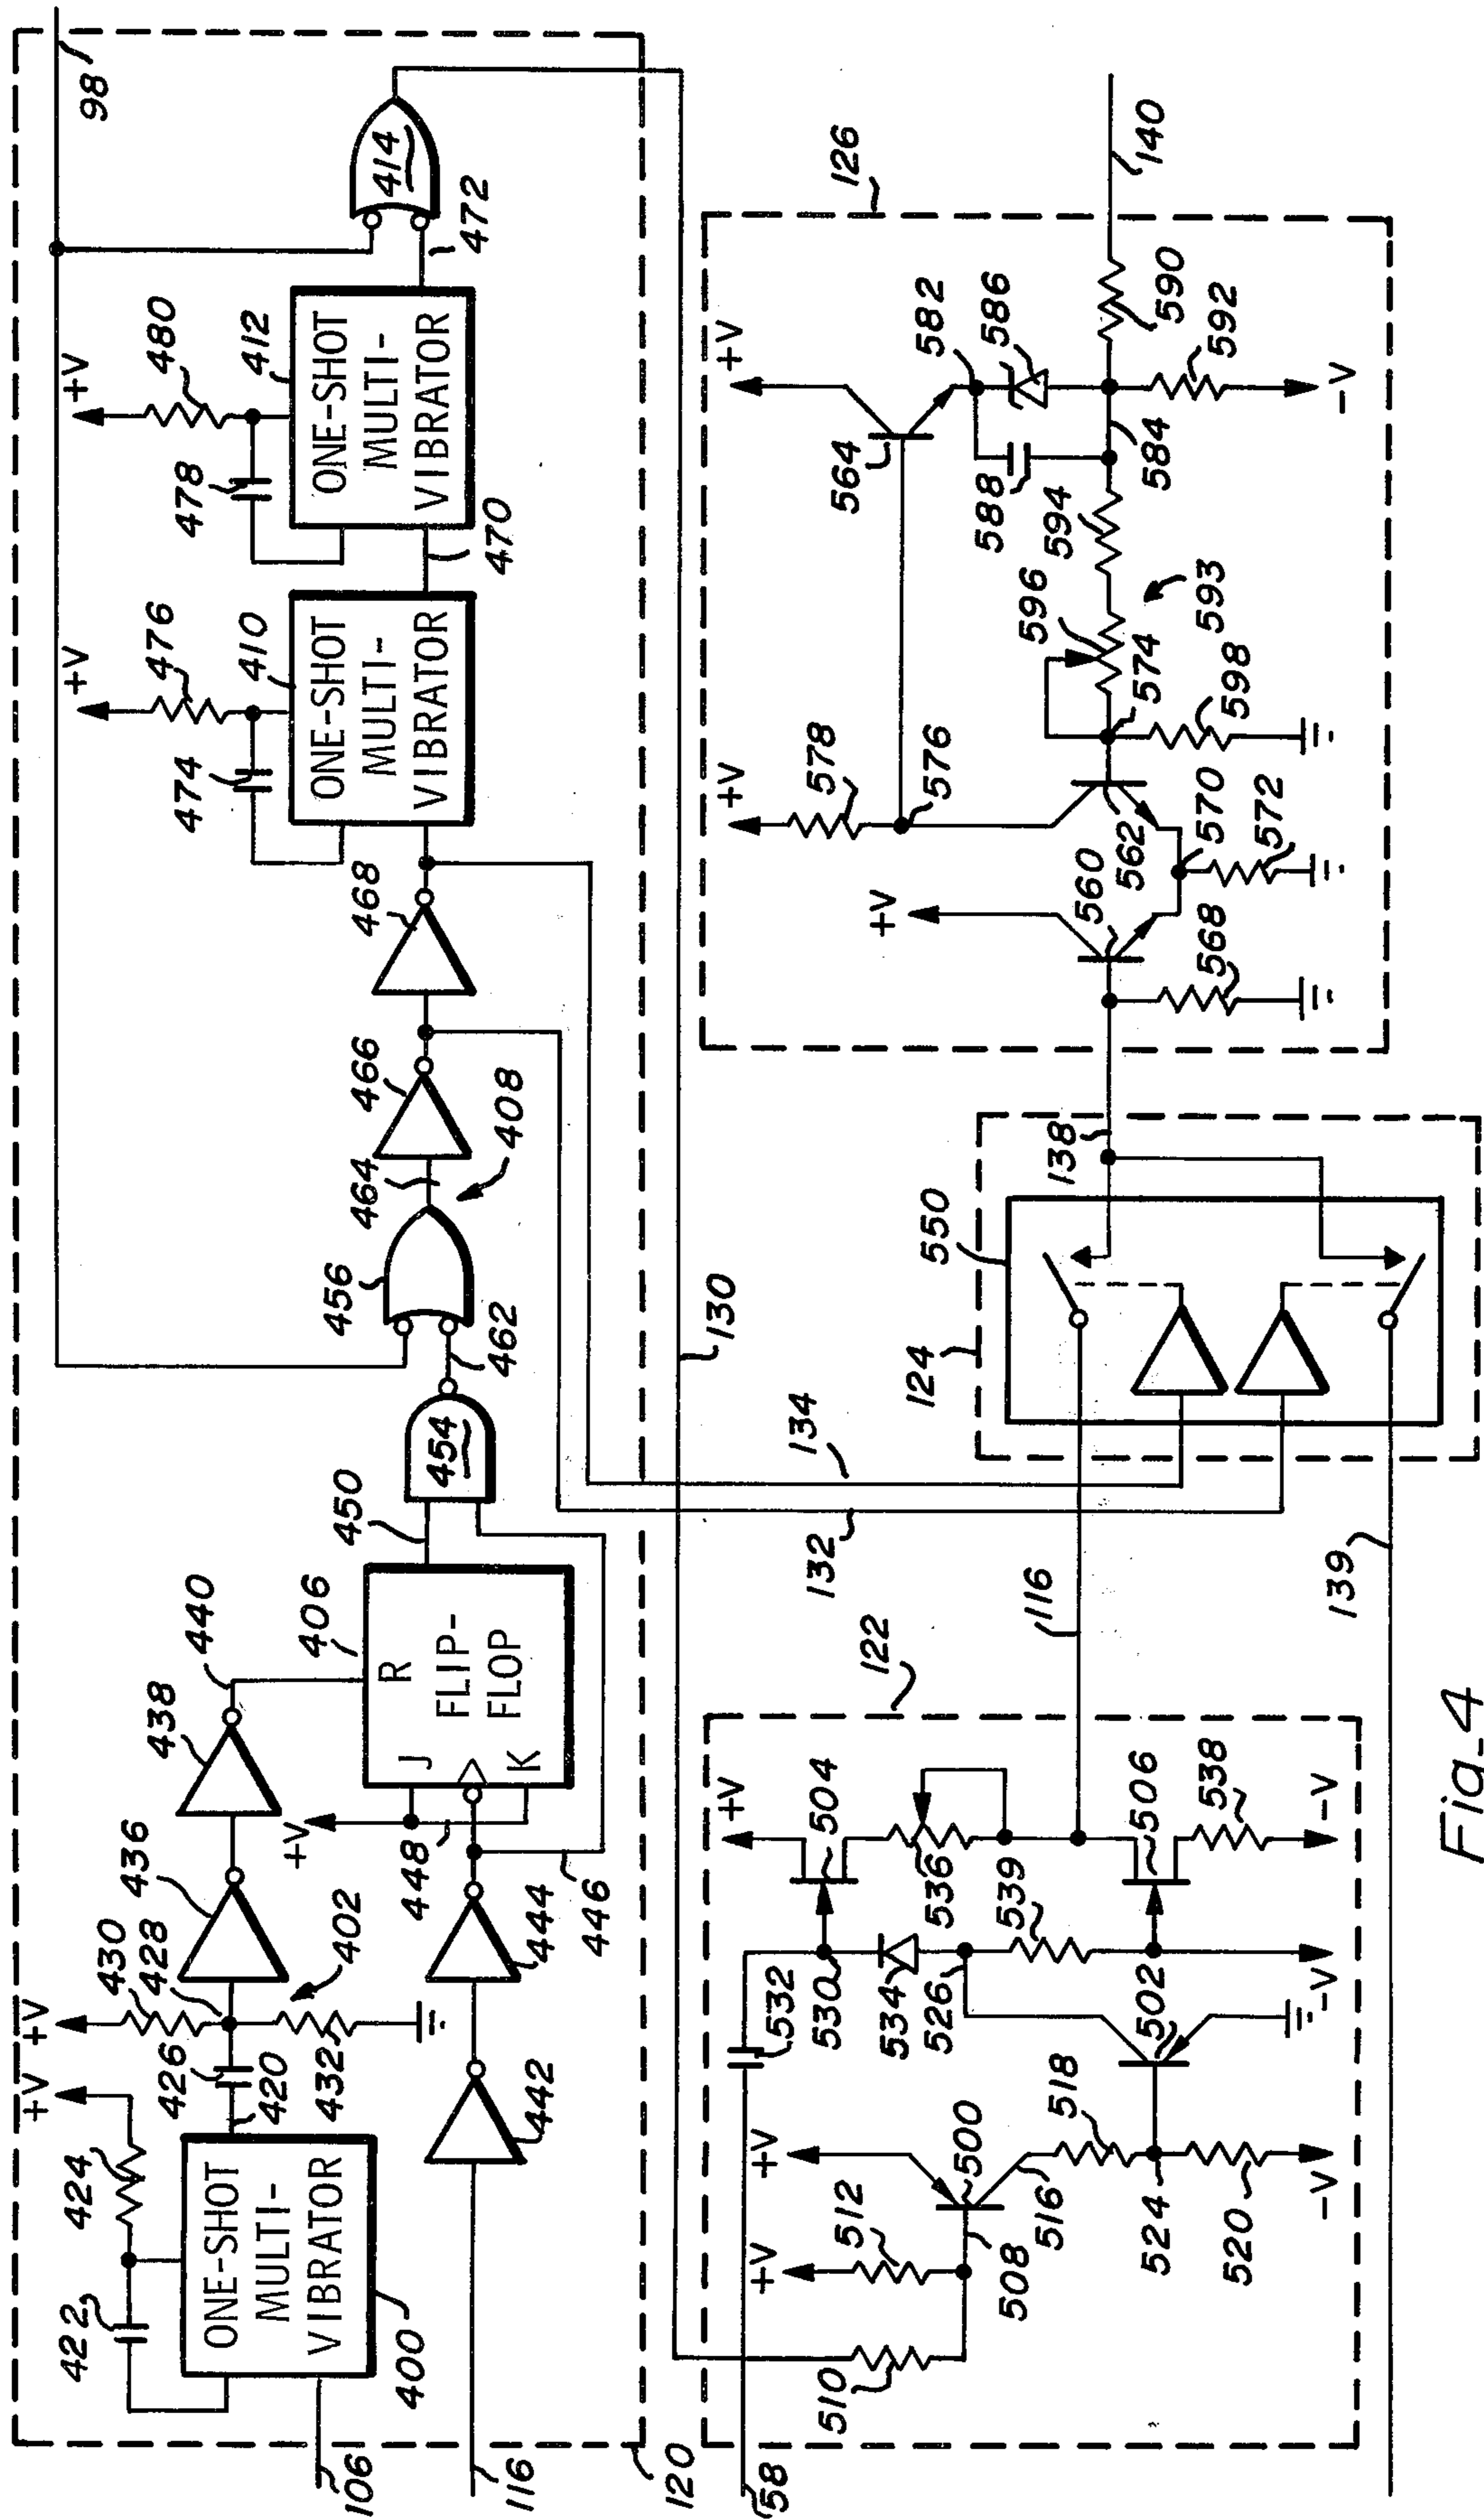 98
+V
480
412
478
ONE-SHOT
MULTI-
VIBRATOR
414
472
470
+V
476
410
474
ONE-SHOT
MULTI-
VIBRATOR
468
466
464
408
456
462
454
450
440
406
438
R
J
K
FLIP-
FLOP
+V
448
446
436
444
430
428
402
+V
+V
426
420
432
442
424
422
ONE-SHOT
MULTI-
VIBRATOR
400
106
116
120
130
134
132
124
550
138
116
139
122
58
+V
504
536
539
506
538
-V
532
530
534
526
502
-V
+V
500
518
516
524
520
-V
+V
512
508
510
126
140
+V
582
586
590
592
-V
564
588
584
594
596
593
574
598
+V
578
576
570
572
562
560
568
+V
Fig. 4